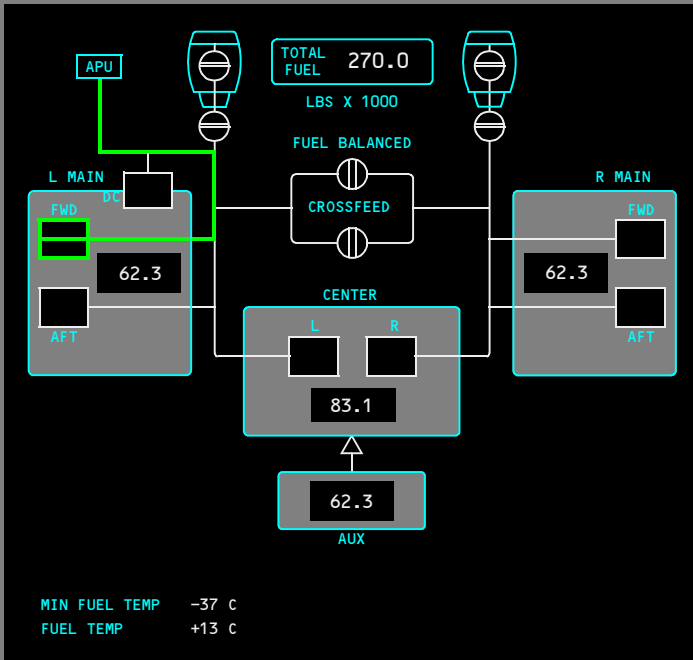 TOTAL FUEL 270.0
APU
LBS X 1000
FUEL BALANCED
L MAIN
R MAIN
DC
FWD
CROSSFEED
FWD
62.3
62.3
CENTER
AFT
L R
AFT
83.1
62.3
AUX
MIN FUEL TEMP -37 C
FUEL TEMP +13 C